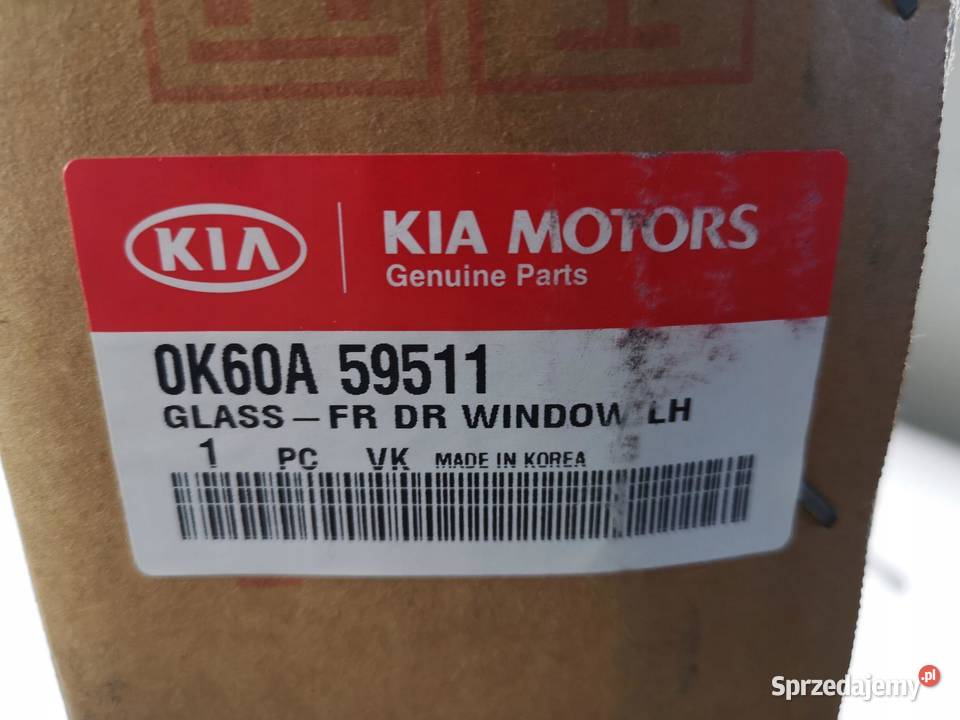 KIA
KIA MOTORS
Genuine Parts
0K60A 59511
GLASS-FR DR WINDOW LH
1 PC VK MADE IN KOREA
Sprzedajemy.pl